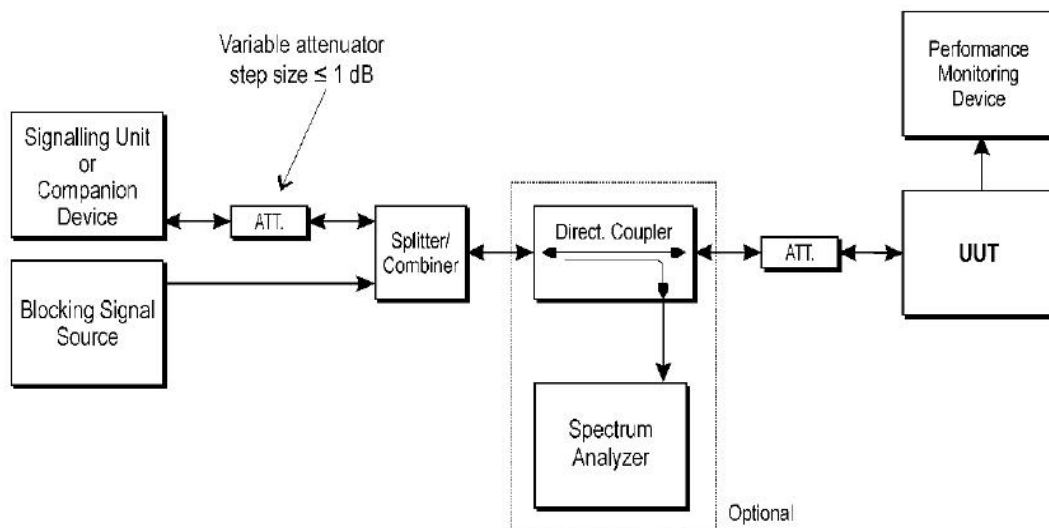 Variable attenuator
step size ≤ 1 dB
Signalling Unit
or
Companion
Device
ATT.
Splitter/
Combiner
Blocking Signal
Source
Direct. Coupler
Spectrum
Analyzer
Optional
ATT.
Performance
Monitoring
Device
UUT